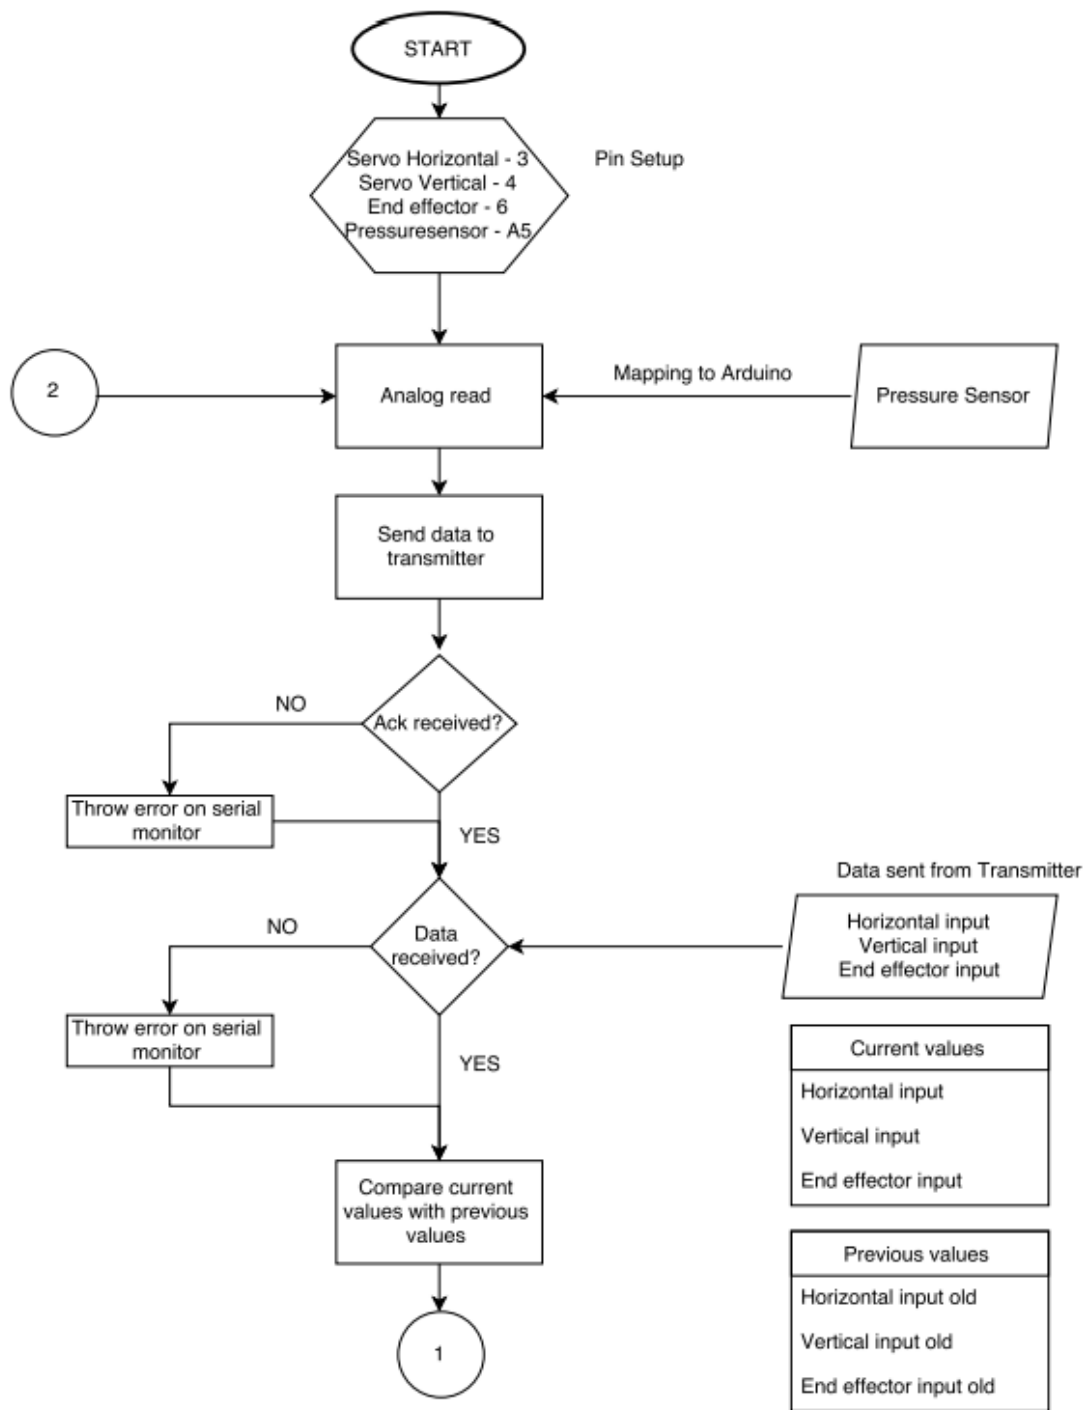 START
Servo Horizontal - 3
Servo Vertical - 4
End effector - 6
Pressuresensor - A5
Pin Setup
2
Analog read
Mapping to Arduino
Pressure Sensor
Send data to
transmitter
Ack received?
NO
Throw error on serial
monitor
YES
Data sent from Transmitter
Horizontal input
Vertical input
End effector input
Data
received?
NO
Throw error on serial
monitor
YES
Current values
Horizontal input
Vertical input
End effector input
Compare current
values with previous
values
Previous values
Horizontal input old
Vertical input old
End effector input old
1